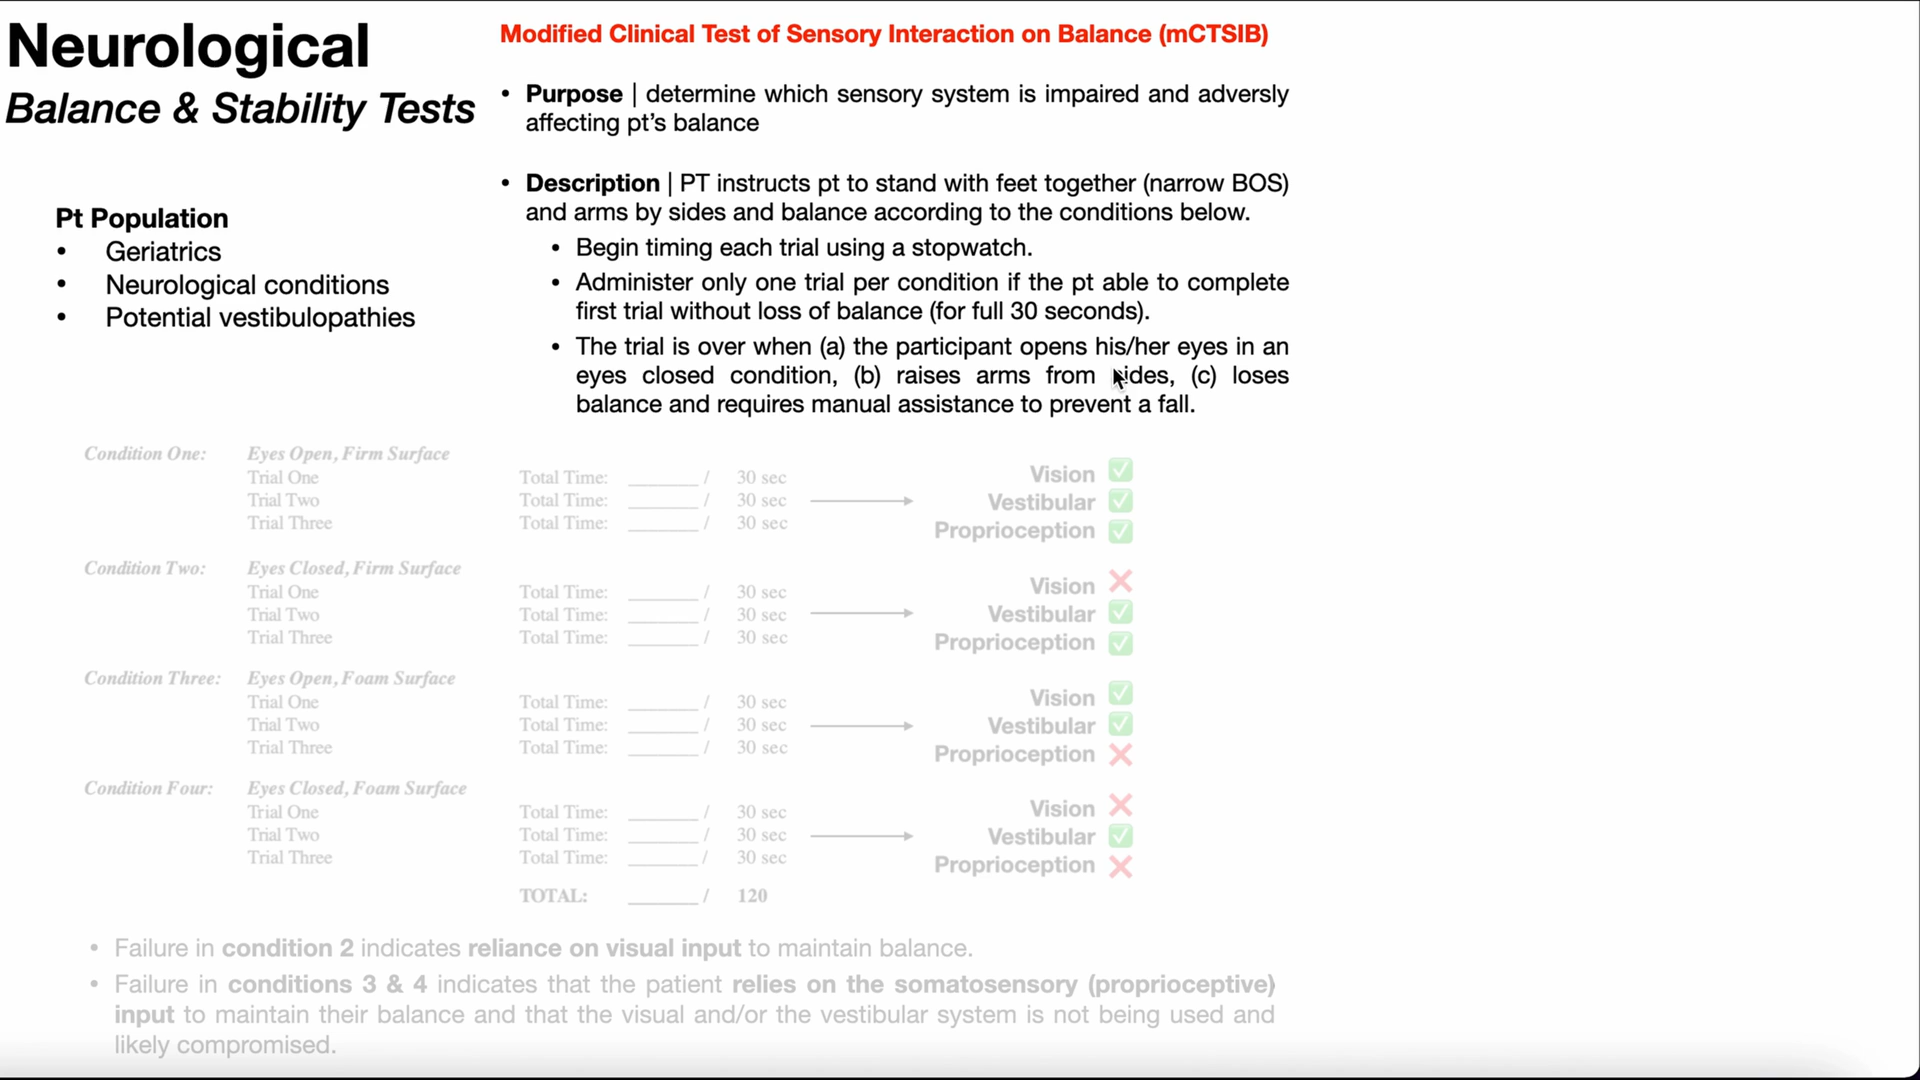 Neurological
Balance & Stability Tests
Pt Population
• Geriatrics
• Neurological conditions
• Potential vestibulopathies
Modified Clinical Test of Sensory Interaction on Balance (mCTSIB)
• Purpose | determine which sensory system is impaired and adversly
affecting pt's balance
• Description | PT instructs pt to stand with feet together (narrow BOS)
and arms by sides and balance according to the conditions below.
• Begin timing each trial using a stopwatch.
• Administer only one trial per condition if the pt able to complete
first trial without loss of balance (for full 30 seconds).
• The trial is over when (a) the participant opens his/her eyes in an
eyes closed condition, (b) raises arms from sides, (c) loses
balance and requires manual assistance to prevent a fall.
Condition One: Eyes Open, Firm Surface
Trial One Total Time: ______ / 30 sec
Trial Two Total Time: ______ / 30 sec
Trial Three Total Time: ______ / 30 sec
Vision ✅
Vestibular ✅
Proprioception ✅
Condition Two: Eyes Closed, Firm Surface
Trial One Total Time: ______ / 30 sec
Trial Two Total Time: ______ / 30 sec
Trial Three Total Time: ______ / 30 sec
Vision ❌
Vestibular ✅
Proprioception ✅
Condition Three: Eyes Open, Foam Surface
Trial One Total Time: ______ / 30 sec
Trial Two Total Time: ______ / 30 sec
Trial Three Total Time: ______ / 30 sec
Vision ✅
Vestibular ✅
Proprioception ❌
Condition Four: Eyes Closed, Foam Surface
Trial One Total Time: ______ / 30 sec
Trial Two Total Time: ______ / 30 sec
Trial Three Total Time: ______ / 30 sec
Vision ❌
Vestibular ✅
Proprioception ❌
TOTAL: ______ / 120
• Failure in condition 2 indicates reliance on visual input to maintain balance.
• Failure in conditions 3 & 4 indicates that the patient relies on the somatosensory (proprioceptive)
input to maintain their balance and that the visual and/or the vestibular system is not being used and
likely compromised.